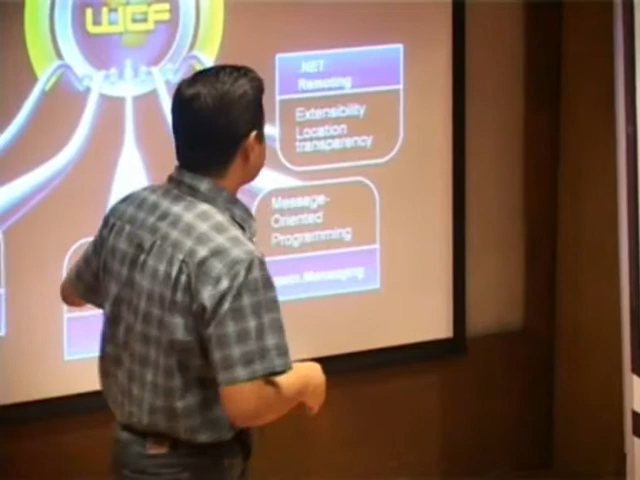 WCF
.NET
Remoting
Extensibility
Location
transparency
Message-
Oriented
Programming
Messaging